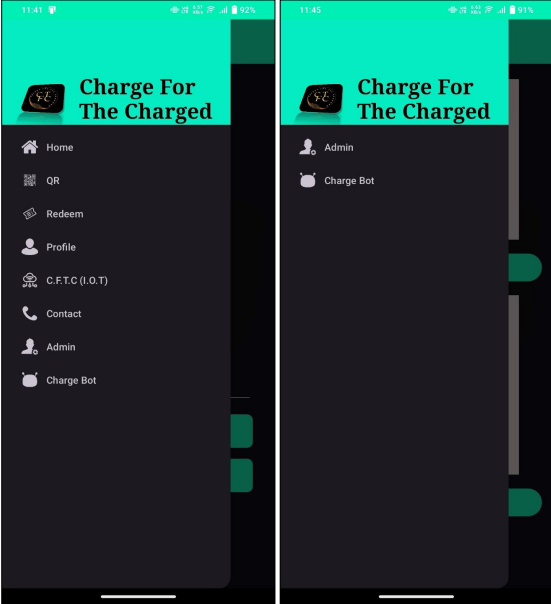 11:41
92%
Charge For
The Charged
Home
QR
Redeem
Profile
C.F.T.C (I.O.T)
Contact
Admin
Charge Bot
11:45
91%
Charge For
The Charged
Admin
Charge Bot